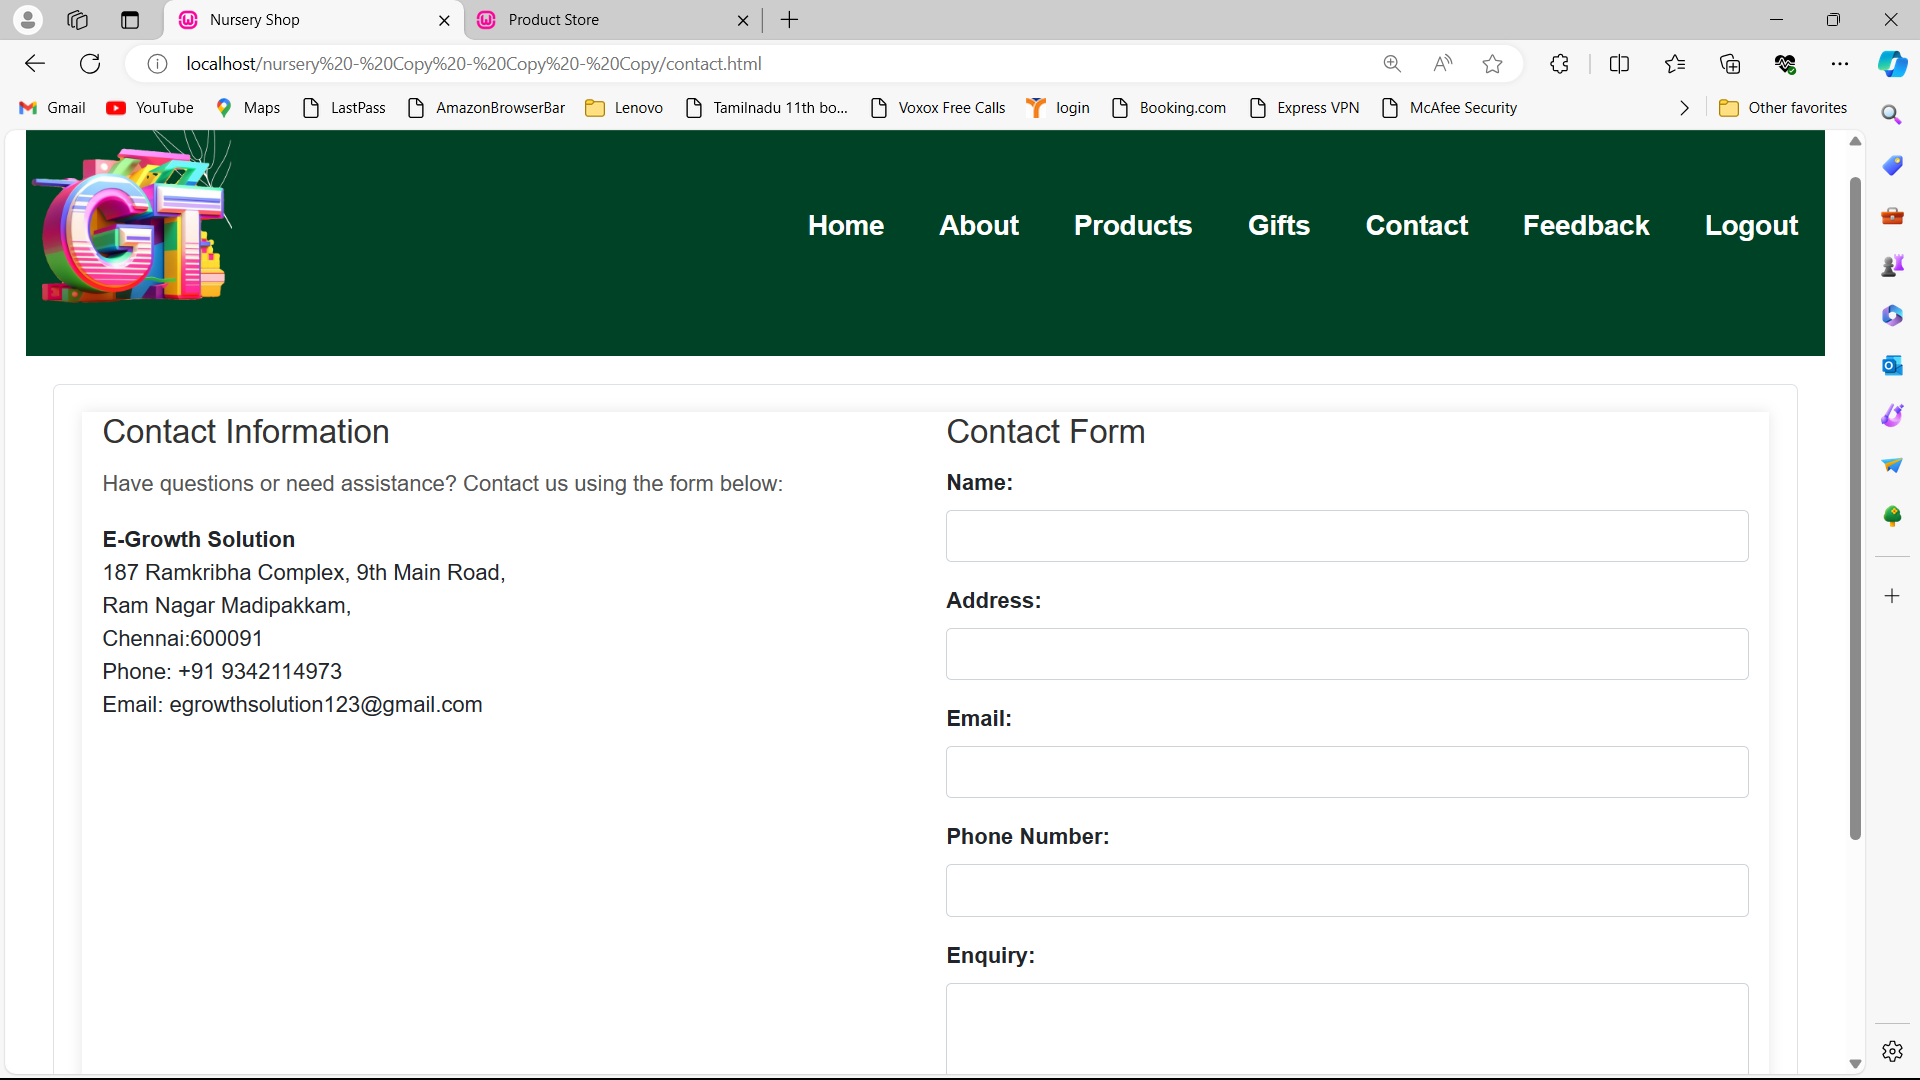 Nursery Shop
Product Store
localhost/nursery%20-%20Copy%20-%20Copy%20-%20Copy/contact.html
Gmail YouTube Maps LastPass AmazonBrowserBar Lenovo Tamilnadu 11th bo... Voxox Free Calls login Booking.com Express VPN McAfee Security Other favorites
GT
Home About Products Gifts Contact Feedback Logout
Contact Information
Have questions or need assistance? Contact us using the form below:
E-Growth Solution
187 Ramkribha Complex, 9th Main Road,
Ram Nagar Madipakkam,
Chennai:600091
Phone: +91 9342114973
Email: egrowthsolution123@gmail.com
Contact Form
Name:
Address:
Email:
Phone Number:
Enquiry: